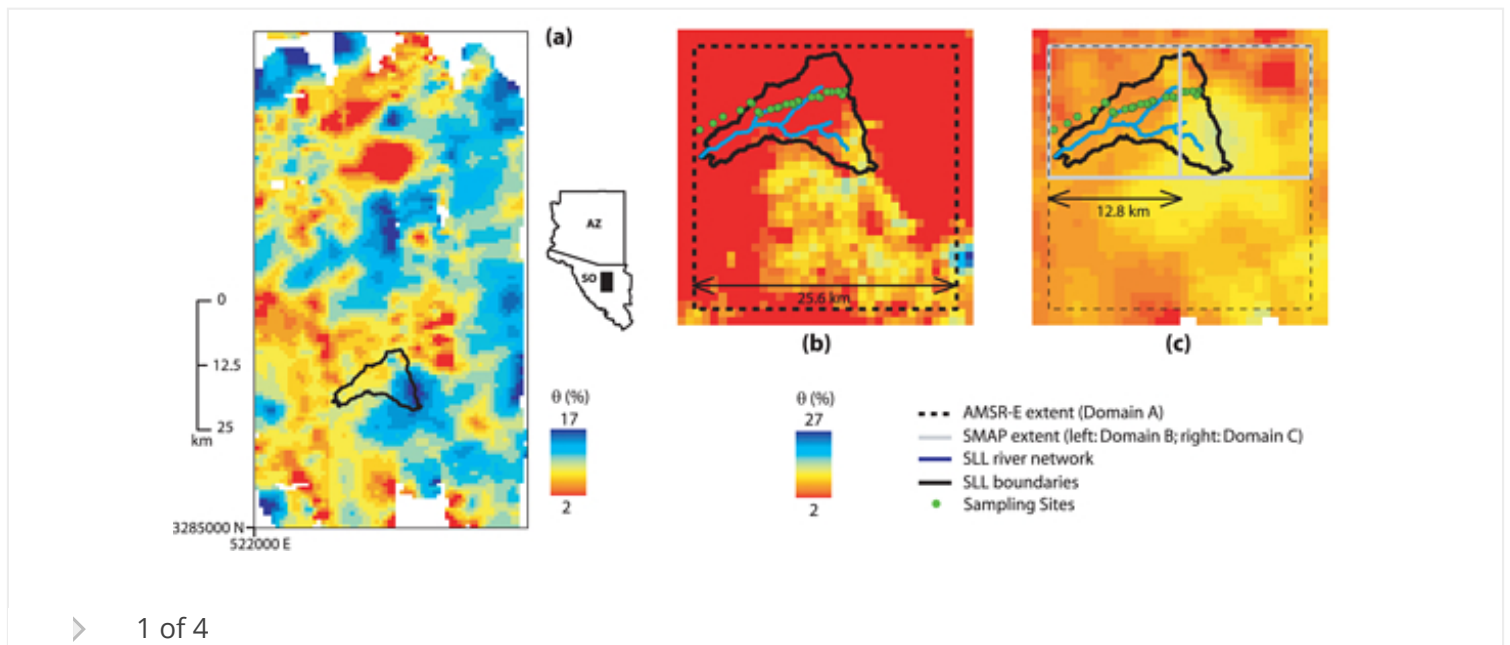 (a)
AZ
SO
0
12.5
25
km
3285000 N
522000 E
θ (%)
17
2
25.6 km
(b)
12.8 km
(c)
θ (%)
27
2
AMSR-E extent (Domain A)
SMAP extent (left: Domain B; right: Domain C)
SLL river network
SLL boundaries
Sampling Sites
1 of 4